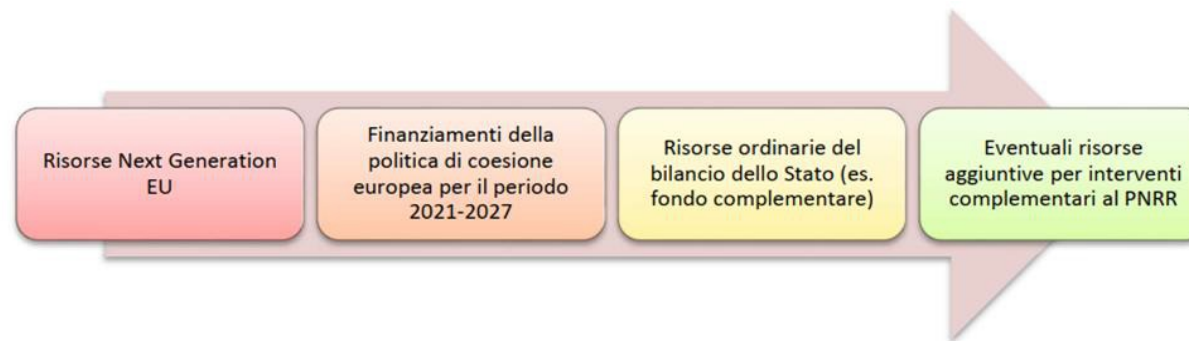 Risorse Next Generation
EU
Finanziamenti della
politica di coesione
europea per il periodo
2021-2027
Risorse ordinarie del
bilancio dello Stato (es.
fondo complementare)
Eventuali risorse
aggiuntive per interventi
complementari al PNRR